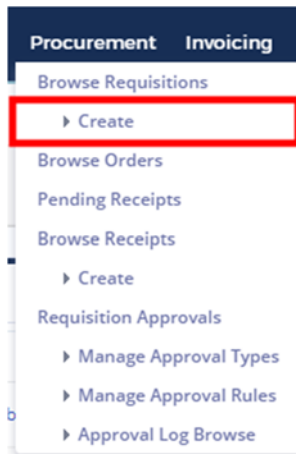 Procurement Invoicing
Browse Requisitions
Create
Browse Orders
Pending Receipts
Browse Receipts
Create
Requisition Approvals
Manage Approval Types
Manage Approval Rules
b
Approval Log Browse